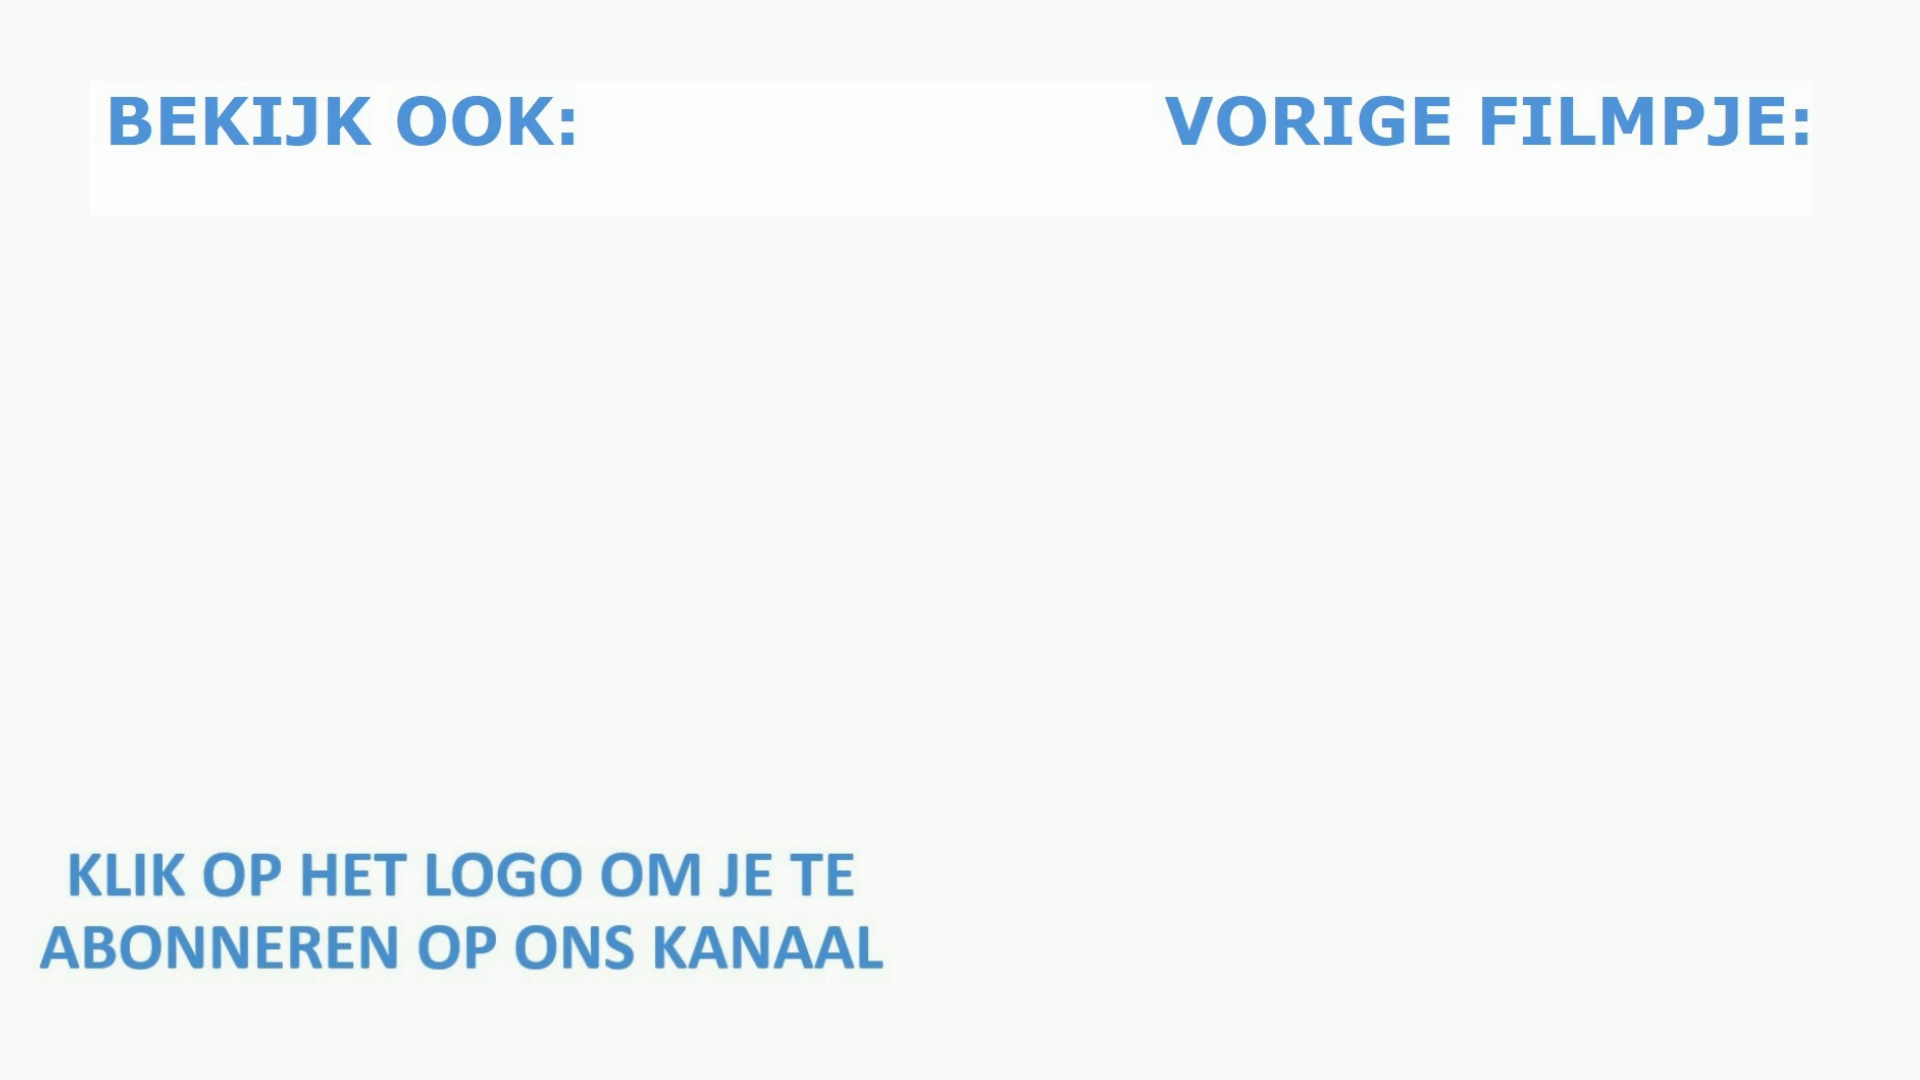 BEKIJK OOK:
VORIGE FILMPJE:
KLIK OP HET LOGO OM JE TE
ABONNEREN OP ONS KANAAL